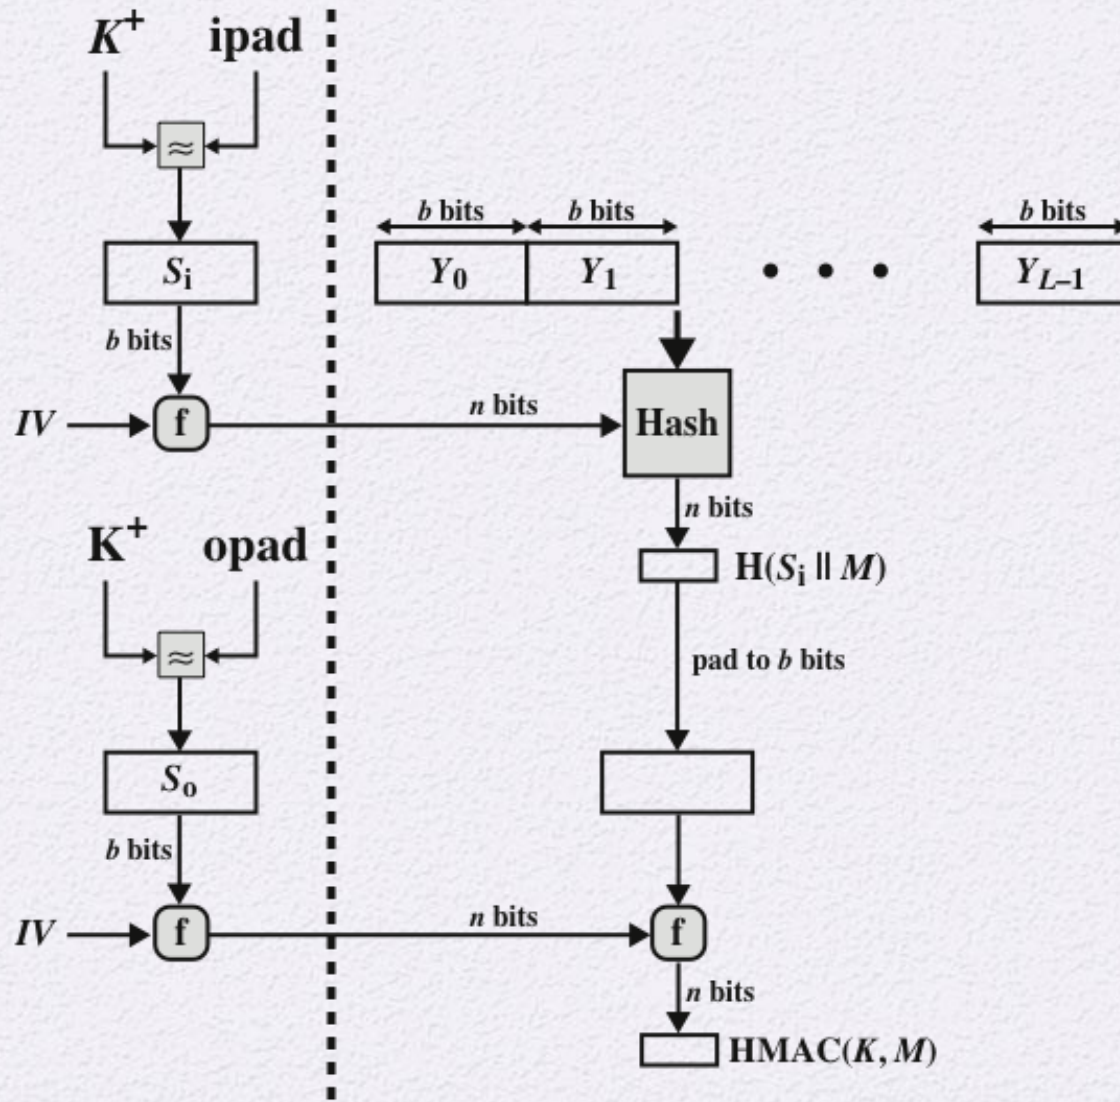 K+ ipad
≈
b bits b bits b bits
Si Y0 Y1 • • • YL–1
b bits
IV f n bits Hash
n bits
K+ opad
H(Si || M)
≈
pad to b bits
So
b bits
IV f n bits f
n bits
HMAC(K, M)